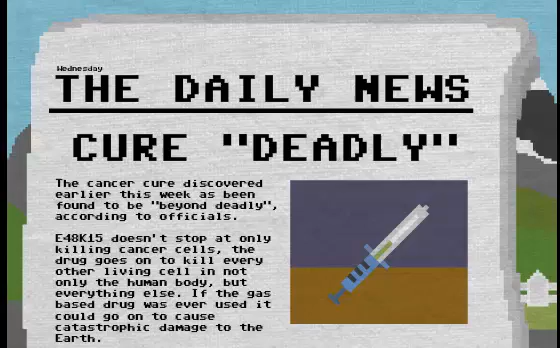 Wednesday
THE DAILY NEWS
CURE "DEADLY"
The cancer cure discovered
earlier this week as been
found to be "beyond deadly",
according to officials.
E48K15 doesn't stop at only
killing cancer cells, the
drug goes on to kill every
other living cell in not
only the human body, but
everything else. If the gas
based drug was ever used it
could go on to cause
catastrophic damage to the
Earth.